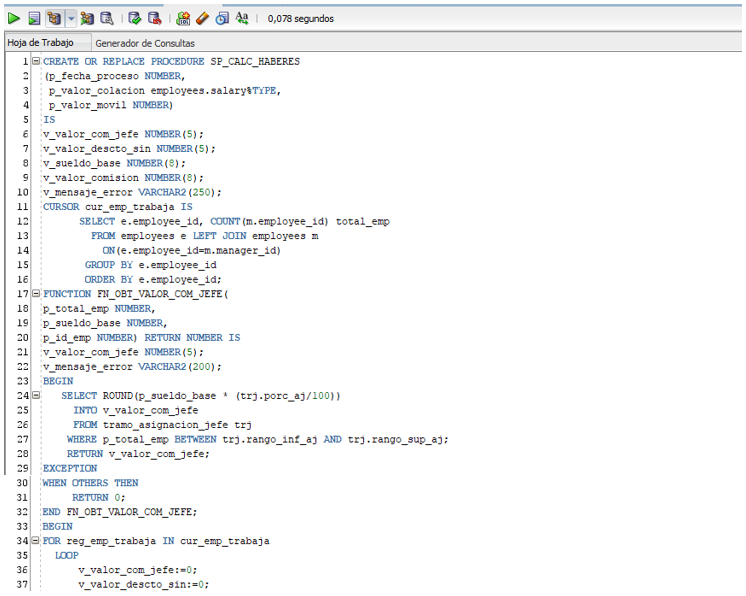 0,078 segundos
Hoja de Trabajo Generador de Consultas
1 CREATE OR REPLACE PROCEDURE SP_CALC_HABERES
2 (p_fecha_proceso NUMBER,
3 p_valor_colacion employees.salary%TYPE,
4 p_valor_movil NUMBER)
5 IS
6 v_valor_com_jefe NUMBER(5);
7 v_valor_descto_sin NUMBER(5);
8 v_sueldo_base NUMBER(8);
9 v_valor_comision NUMBER(8);
10 v_mensaje_error VARCHAR2(250);
11 CURSOR cur_emp_trabaja IS
12 SELECT e.employee_id, COUNT(m.employee_id) total_emp
13 FROM employees e LEFT JOIN employees m
14 ON(e.employee_id=m.manager_id)
15 GROUP BY e.employee_id
16 ORDER BY e.employee_id;
17 FUNCTION FN_OBT_VALOR_COM_JEFE(
18 p_total_emp NUMBER,
19 p_sueldo_base NUMBER,
20 p_id_emp NUMBER) RETURN NUMBER IS
21 v_valor_com_jefe NUMBER(5);
22 v_mensaje_error VARCHAR2(200);
23 BEGIN
24 SELECT ROUND(p_sueldo_base * (trj.porc_aj/100))
25 INTO v_valor_com_jefe
26 FROM tramo_asignacion_jefe trj
27 WHERE p_total_emp BETWEEN trj.rango_inf_aj AND trj.rango_sup_aj;
28 RETURN v_valor_com_jefe;
29 EXCEPTION
30 WHEN OTHERS THEN
31 RETURN 0;
32 END FN_OBT_VALOR_COM_JEFE;
33 BEGIN
34 FOR reg_emp_trabaja IN cur_emp_trabaja
35 LOOP
36 v_valor_com_jefe:=0;
37 v_valor_descto_sin:=0;